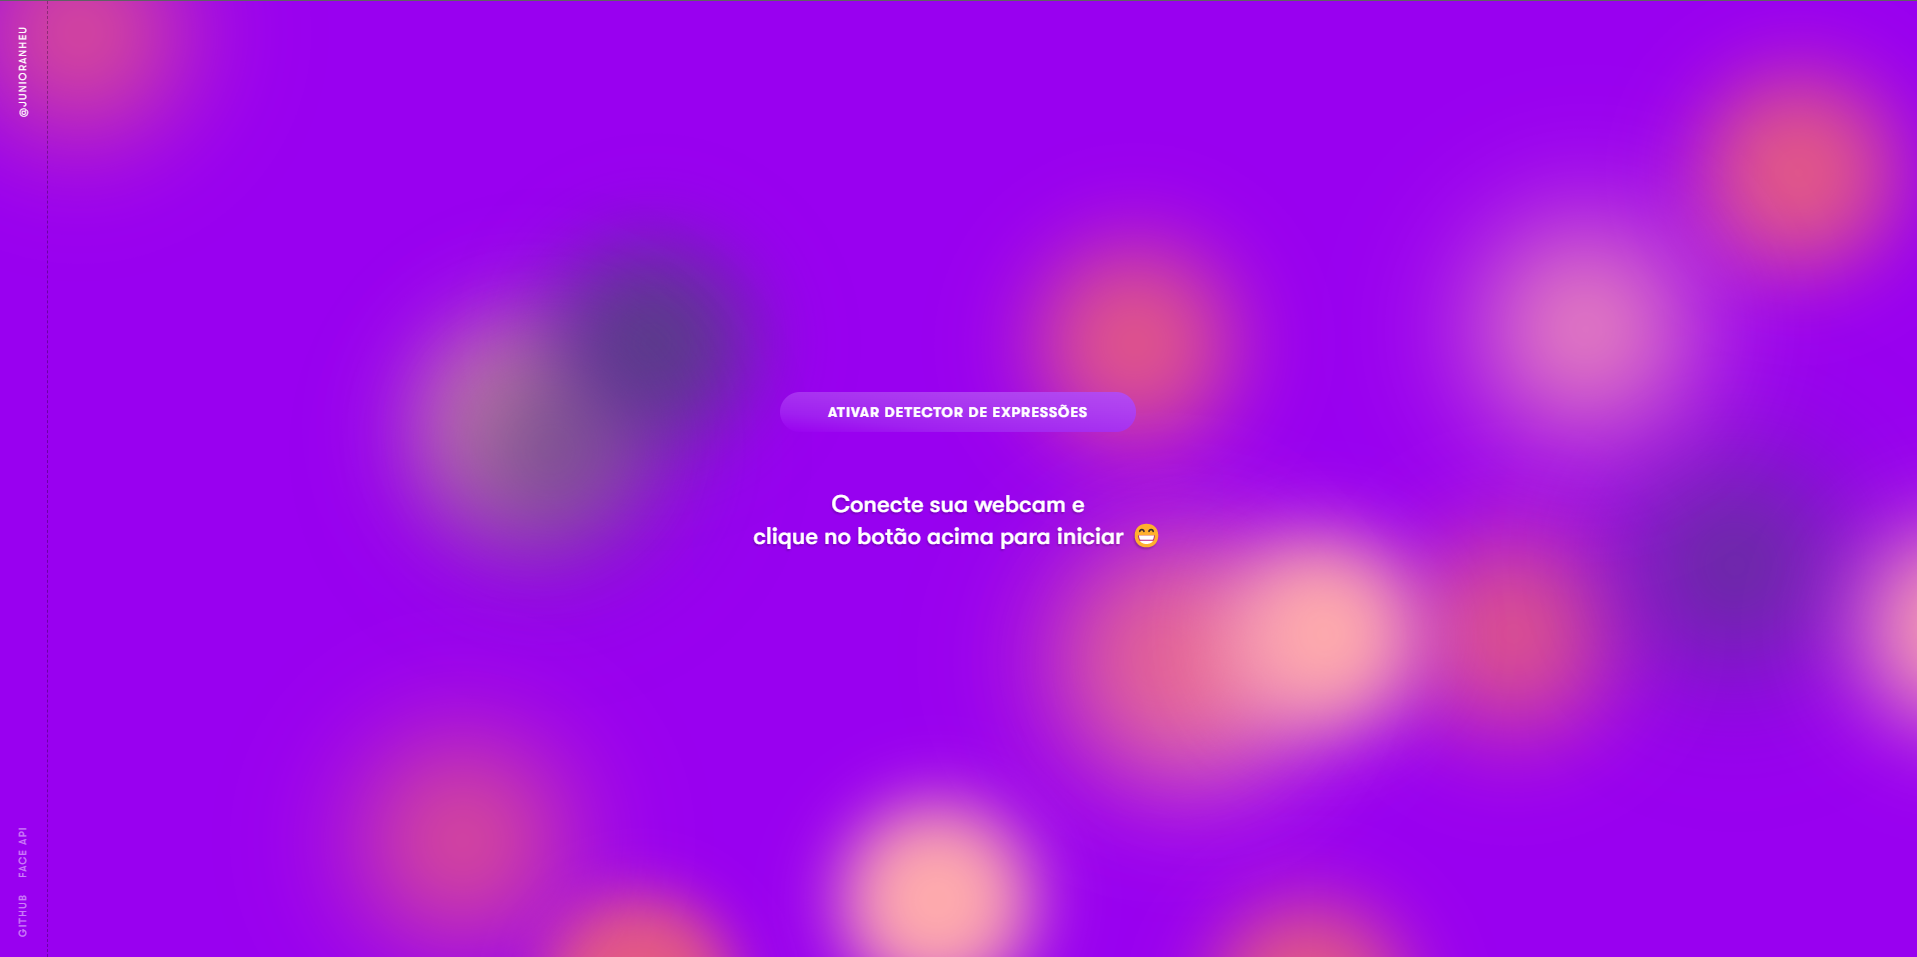 @JUNIORANHEU
ATIVAR DETECTOR DE EXPRESSÕES
Conecte sua webcam e
clique no botão acima para iniciar 😁
FACE API
GITHUB